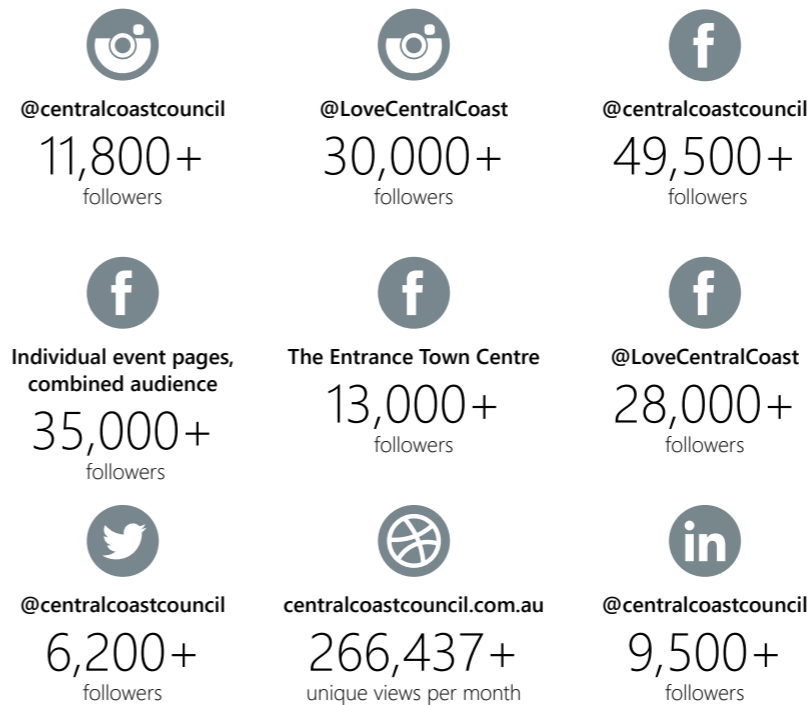 @centralcoastcouncil
11,800+
followers
@LoveCentralCoast
30,000+
followers
@centralcoastcouncil
49,500+
followers
Individual event pages,
combined audience
35,000+
followers
The Entrance Town Centre
13,000+
followers
@LoveCentralCoast
28,000+
followers
@centralcoastcouncil
6,200+
followers
centralcoastcouncil.com.au
266,437+
unique views per month
in
@centralcoastcouncil
9,500+
followers